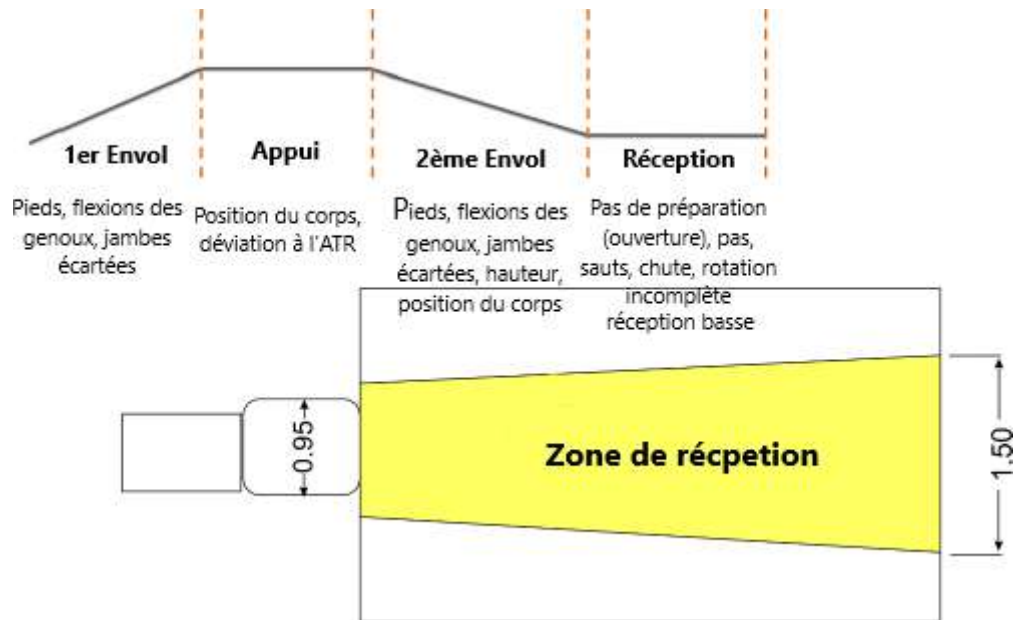 1er Envol
Pieds, flexions des
genoux, jambes
écartées
Appui
Position du corps,
déviation à l'ATR
2ème Envol
Pieds, flexions des
genoux, jambes
écartées, hauteur,
position du corps
Réception
Pas de préparation
(ouverture), pas,
sauts, chute, rotation
incomplète
réception basse
0.95
Zone de récpetion
1.50